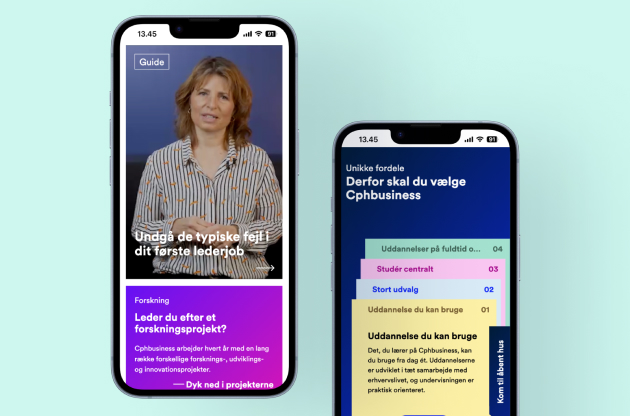 13.45
91
Guide
Undgå de typiske fejl i
dit første lederjob
Forskning
Leder du efter et
forskningsprojekt?
Cphbusiness arbejder hvert år med en lang
række forskellige forsknings-, udviklings-
og innovationsprojekter.
Dyk ned i projekterne
13.45
91
Unikke fordele
Derfor skal du vælge
Cphbusiness
Uddannelser på fuldtid o... 04
Studér centralt 03
Stort udvalg 02
Uddannelse du kan bruge 01
Uddannelse du kan bruge
Det, du lærer på Cphbusiness, kan
du bruge fra dag ét. Uddannelserne
er udviklet i tæt samarbejde med
erhvervslivet, og undervisningen er
praktisk orienteret.
Kom til åbent hus